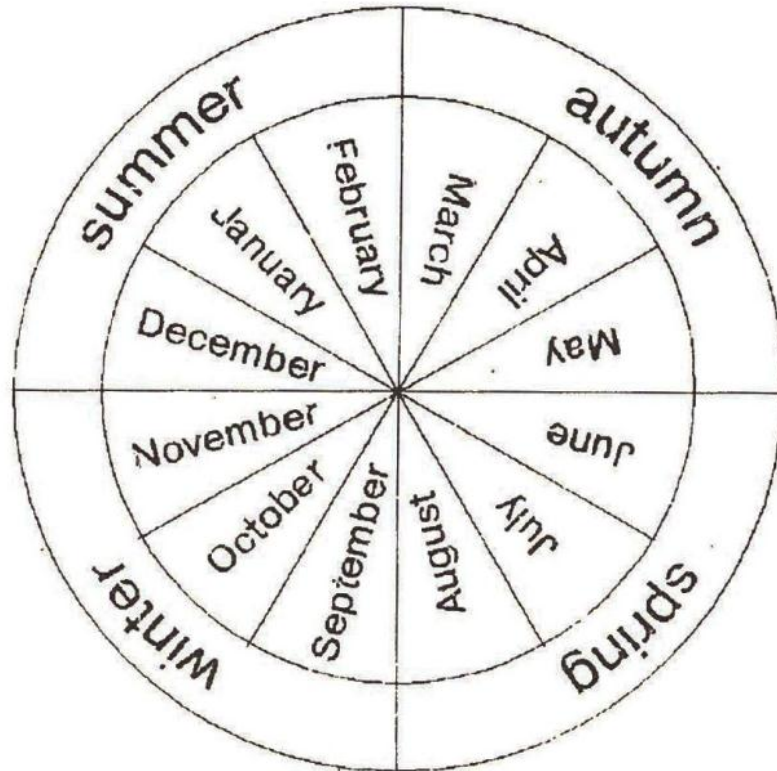 summer
autumn
spring
winter
January
February
March
April
May
June
July
August
September
October
November
December